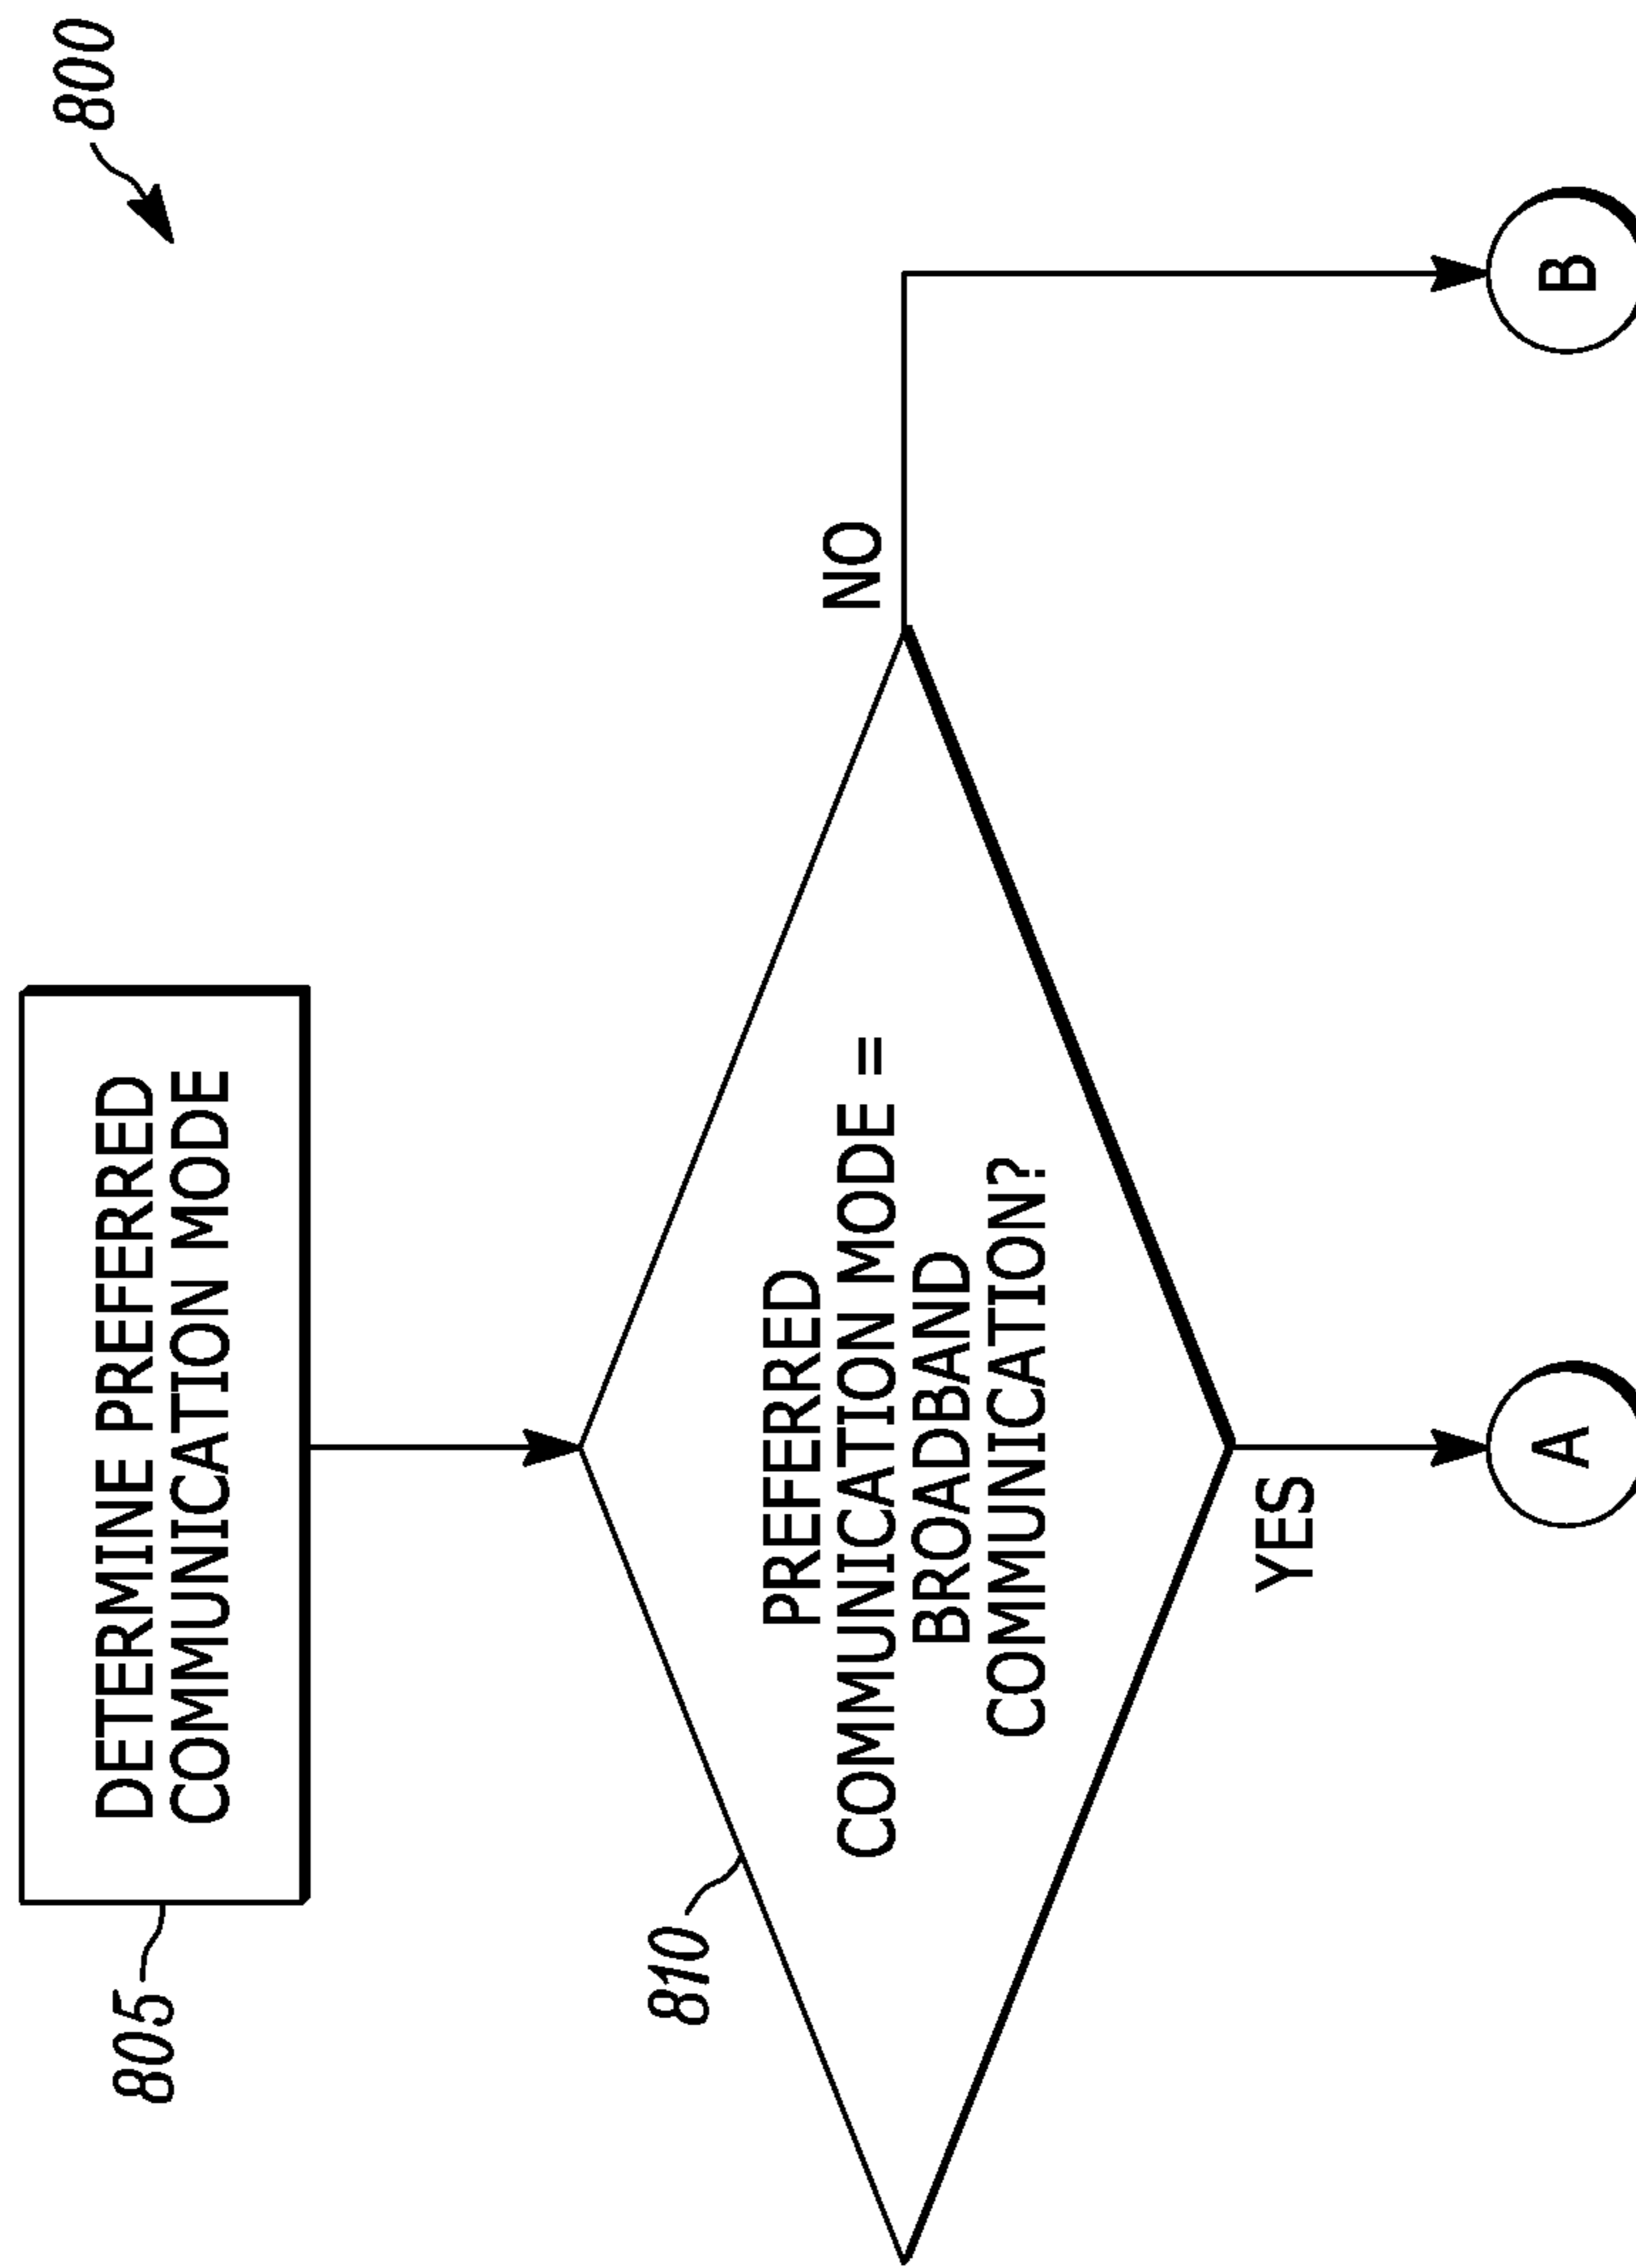 800
805
DETERMINE PREFERRED
COMMUNICATION MODE
810
PREFERRED
COMMUNICATION MODE =
BROADBAND
COMMUNICATION?
NO
YES
A
B